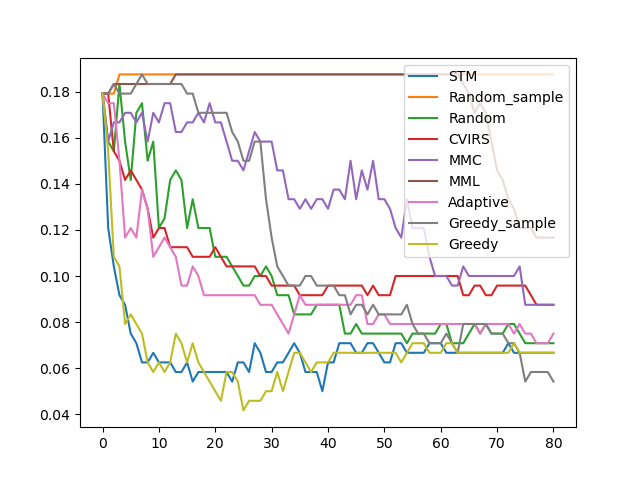 0.18
0.16
0.14
0.12
0.10
0.08
0.06
0.04
0 10 20 30 40 50 60 70 80
STM
Random_sample
Random
CVIRS
MMC
MML
Adaptive
Greedy_sample
Greedy